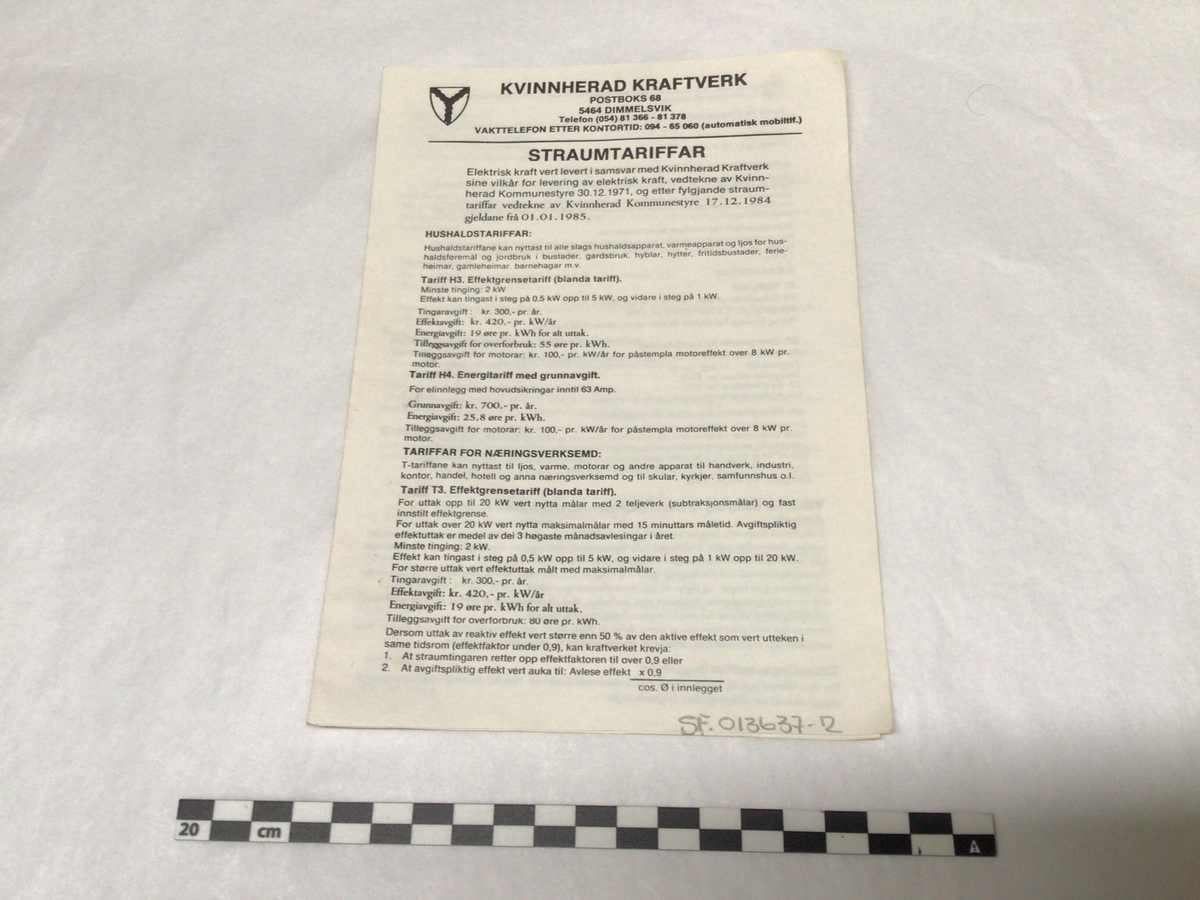 KVINNHERAD KRAFTVERK
POSTBOKS 68
5464 DIMMELSVIK
Telefon (054) 81 366 - 81 378
VAKTTELEFON ETTER KONTORTID: 094 - 65 060 (automatisk mobiltlf.)
STRAUMTARIFFAR
Elektrisk kraft vert levert i samsvar med Kvinnherad Kraftverk
sine vilkår for levering av elektrisk kraft, vedtekne av Kvinn-
herad Kommunestyre 30.12.1971, og etter fylgjande straum-
tariffar vedtekne av Kvinnherad Kommunestyre 17.12.1984
gjeldane frå 01.01.1985.
HUSHALDSTARIFFAR:
Hushaldstariffane kan nyttast til alle slags hushaldsapparat, varmeapparat og ljos for hus-
haldsføremål og jordbruk i bustader, gardsbruk, hyblar, hytter, fritidsbustader, ferie-
heimar, gamleheimar, barnehagar m.v.
Tariff H3. Effektgrensetariff (blanda tariff).
Minste tinging: 2 kW
Effekt kan tingast i steg på 0,5 kW opp til 5 kW, og vidare i steg på 1 kW.
Tingaravgift : kr. 300,- pr. år.
Effektavgift: kr. 420,- pr. kW/år
Energiavgift: 19 øre pr. kWh for alt uttak.
Tilleggsavgift for overforbruk: 55 øre pr. kWh.
Tilleggsavgift for motorar: kr. 100,- pr. kW/år for påstempla motoreffekt over 8 kW pr.
motor.
Tariff H4. Energitariff med grunnavgift.
For elinnlegg med hovudsikringar inntil 63 Amp.
Grunnavgift: kr. 700,- pr. år.
Energiavgift: 25,8 øre pr. kWh.
Tilleggsavgift for motorar: kr. 100,- pr. kW/år for påstempla motoreffekt over 8 kW pr.
motor.
TARIFFAR FOR NÆRINGSVERKSEMD:
T-tariffane kan nyttast til ljos, varme, motorar og andre apparat til handverk, industri,
kontor, handel, hotell og anna næringsverksemd og til skular, kyrkjer, samfunnshus o.l.
Tariff T3. Effektgrensetariff (blanda tariff).
For uttak opp til 20 kW vert nytta målar med 2 teljeverk (subtraksjonsmålar) og fast
innstilt effektgrense.
For uttak over 20 kW vert nytta maksimalmålar med 15 minuttars måletid. Avgiftspliktig
effektuttak er medel av dei 3 høgaste månadsavlesingar i året.
Minste tinging: 2 kW.
Effekt kan tingast i steg på 0,5 kW opp til 5 kW, og vidare i steg på 1 kW opp til 20 kW.
For større uttak vert effektuttak målt med maksimalmålar.
Tingaravgift : kr. 300,- pr. år.
Effektavgift: kr. 420,- pr. kW/år
Energiavgift: 19 øre pr. kWh for alt uttak.
Tilleggsavgift for overforbruk: 80 øre pr. kWh.
Dersom uttak av reaktiv effekt vert større enn 50 % av den aktive effekt som vert utteken i
same tidsrom (effektfaktor under 0,9), kan kraftverket krevja:
1. At straumtingaren retter opp effektfaktoren til over 0,9 eller
2. At avgiftspliktig effekt vert auka til: Avlese effekt x 0,9
cos. Ø i innlegget
SF. 013637-2
20 cm
A